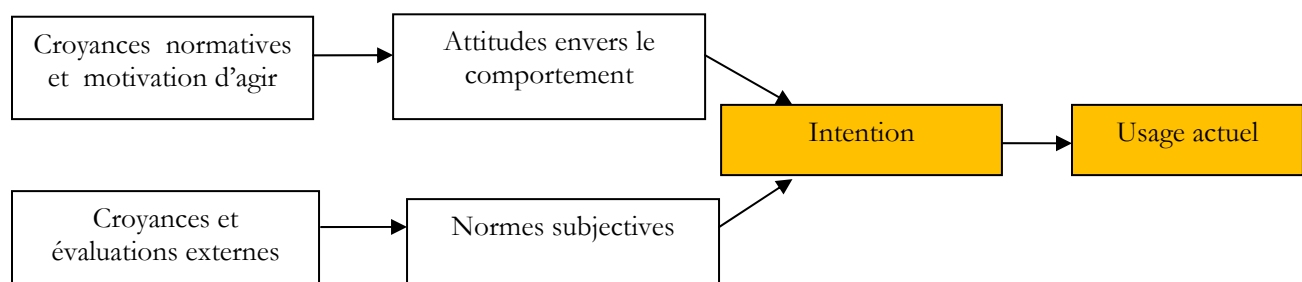 Croyances normatives
et motivation d'agir
Attitudes envers le
comportement
Intention
Usage actuel
Croyances et
évaluations externes
Normes subjectives